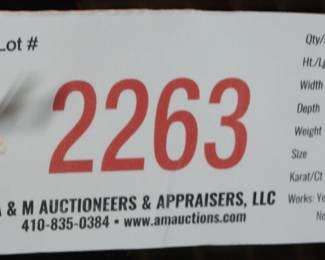 Lot #
2263
A & M AUCTIONEERS & APPRAISERS, LLC
410-835-0384 • www.amauctions.com
Qty/
Ht./Lg
Width
Depth
Weight
Size
Karat/Ct
Works: Ye
No